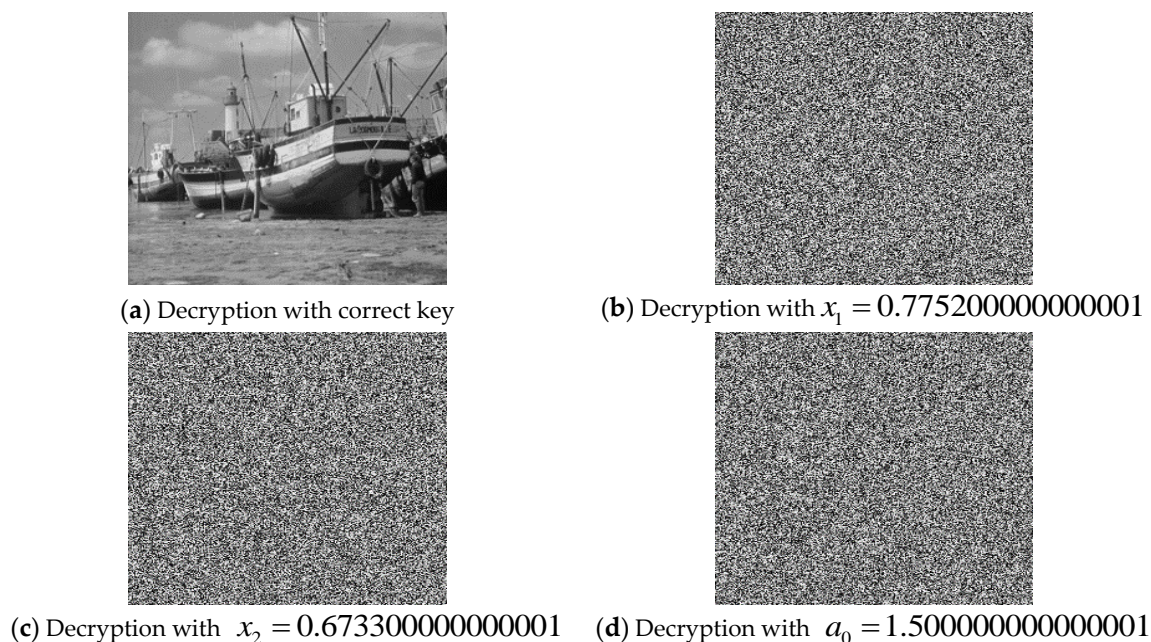 (a) Decryption with correct key
(b) Decryption with x₁ = 0.775200000000001
(c) Decryption with x₂ = 0.673300000000001
(d) Decryption with a₀ = 1.500000000000001